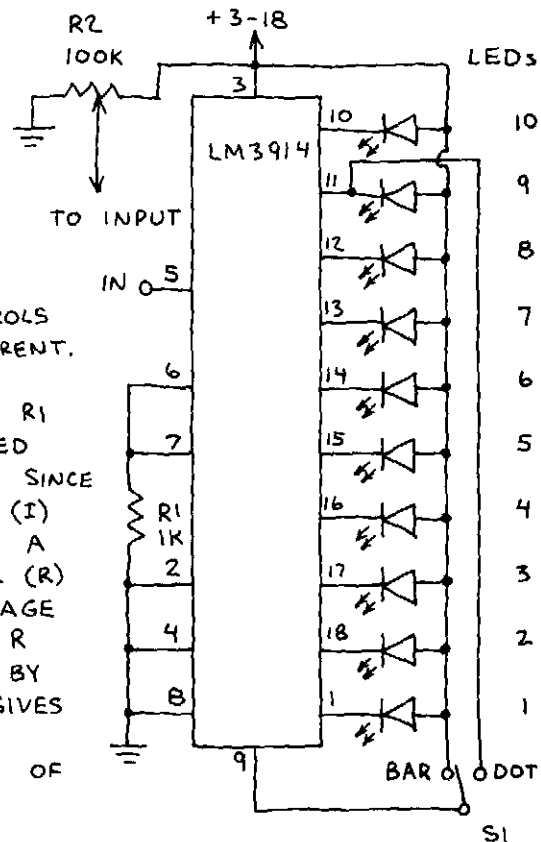 R2
100K
+3-18
LEDs
3
LM3914
10
10
11
9
TO INPUT
12
8
IN
5
13
7
ROLS
RENT.
6
14
6
R1
7
15
5
ED
SINCE
(I)
R1
1K
16
4
A
(R)
2
17
3
AGE
R
4
18
2
BY
GIVES
8
1
1
OF
9
BAR
DOT
S1